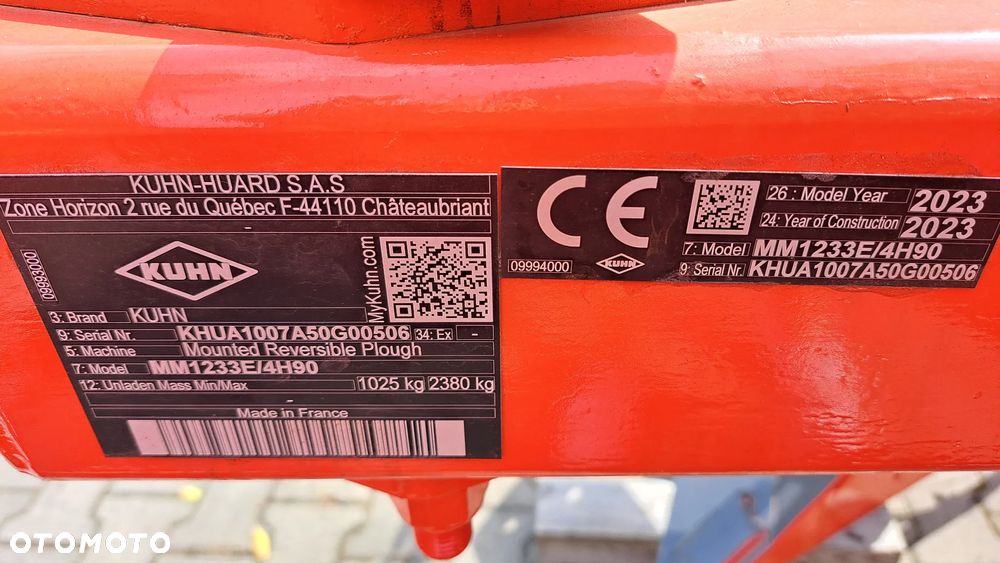 KUHN-HUARD S.A.S
Zone Horizon 2 rue du Québec F-44110 Châteaubriant
-
09993000
KUHN
MyKuhn.com
3: Brand KUHN
9: Serial Nr. KHUA1007A50G00506 34: Ex -
5: Machine Mounted Reversible Plough
7: Model MM1233E/4H90
12: Unladen Mass Min/Max 1025 kg 2380 kg
-
Made in France
CE
09994000
KUHN
26 : Model Year 2023
24: Year of Construction 2023
7: Model MM1233E/4H90
9: Serial Nr. KHUA1007A50G00506
OTOMOTO